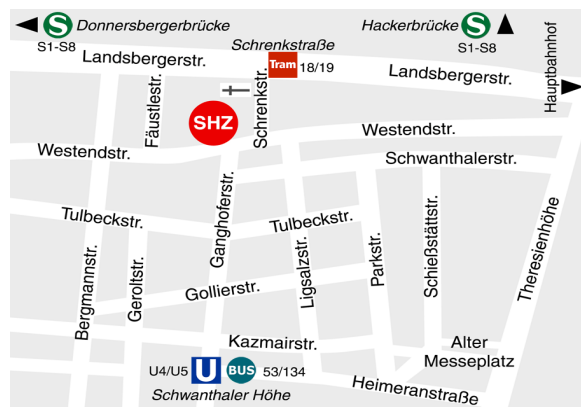 S Donnersbergerbrücke
S1-S8
Hackerbrücke S
S1-S8
Schrenkstraße
Tram 18/19
Landsbergerstr.
Landsbergerstr.
Hauptbahnhof
Fäustlestr.
Schrenkstr.
SHZ
Westendstr.
Westendstr.
Schwanthalerstr.
Ganghoferstr.
Tulbeckstr.
Tulbeckstr.
Bergmannstr.
Geroltstr.
Ligsalzstr.
Parkstr.
Schießstättstr.
Theresienhöhe
Gollierstr.
Kazmairstr.
Alter
Messeplatz
U4/U5 U BUS 53/134
Schwanthaler Höhe
Heimeranstraße